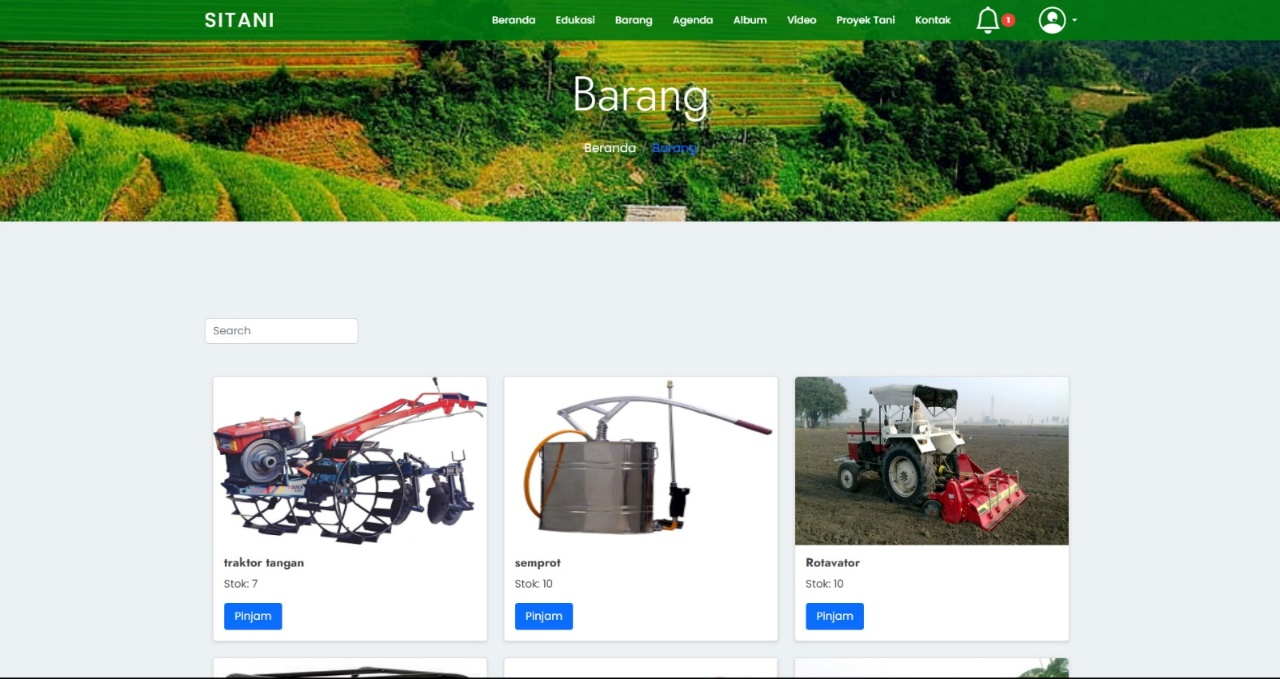 SITANI Beranda Edukasi Barang Agenda Album Video Proyek Tani Kontak 1
Barang
Beranda Barang
Search
traktor tangan
Stok: 7
Pinjam
semprot
Stok: 10
Pinjam
Rotavator
Stok: 10
Pinjam